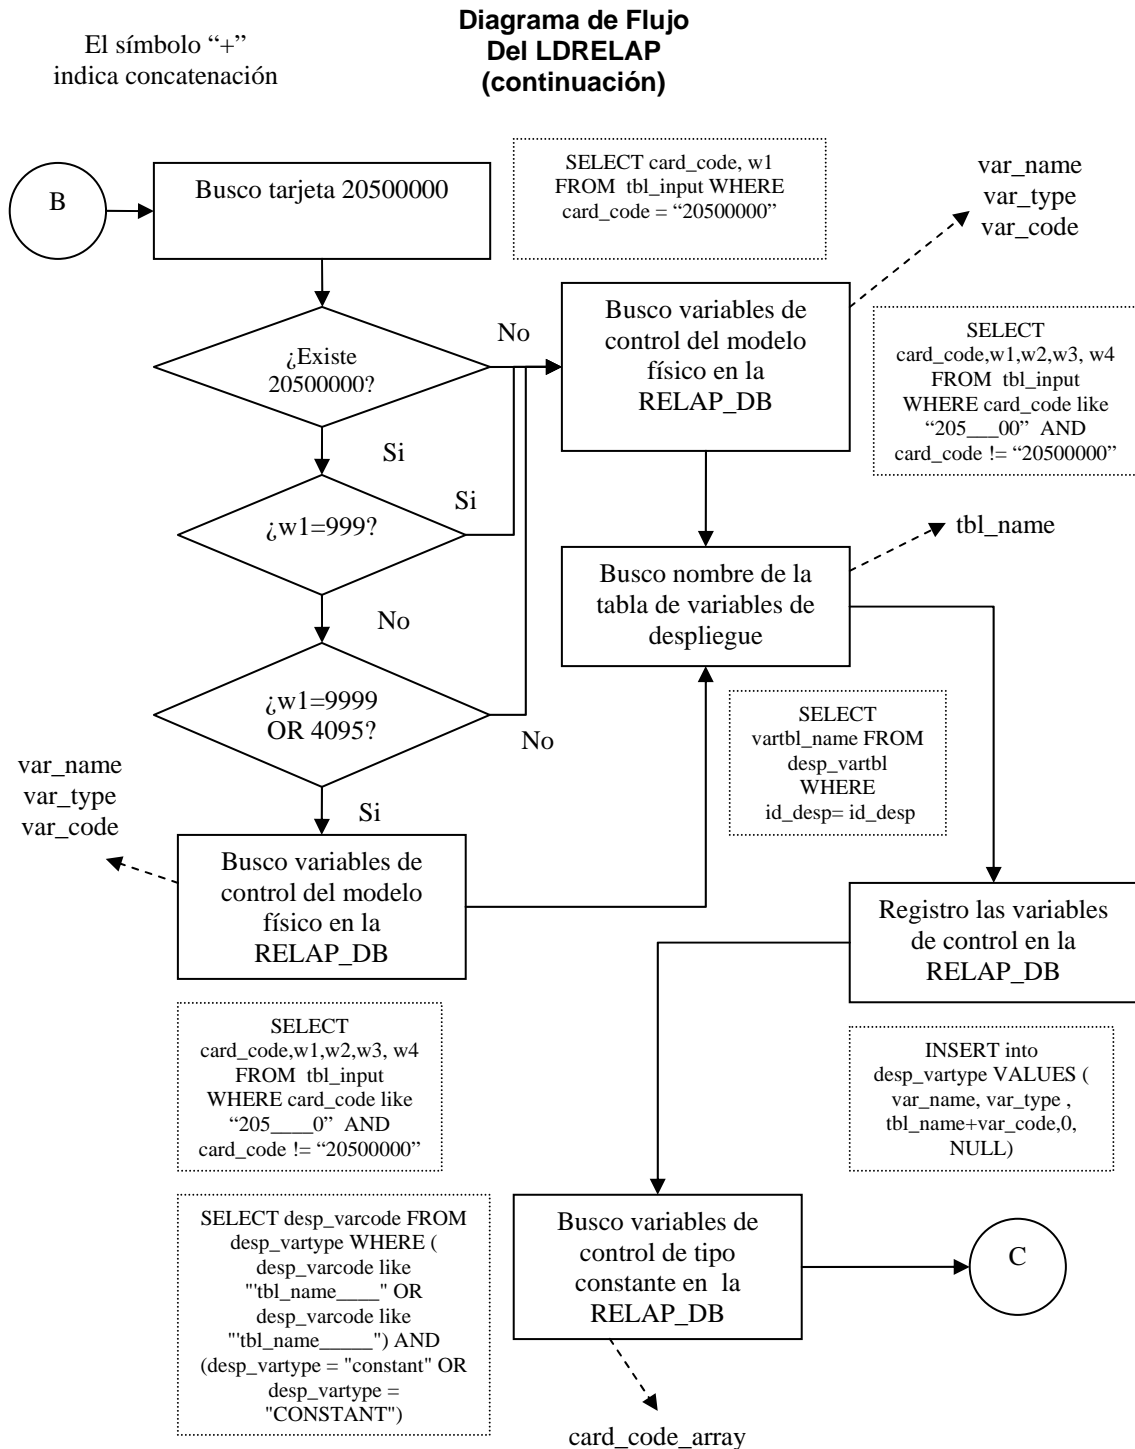 Diagrama de Flujo
Del LDRELAP
(continuación)
El símbolo “+”
indica concatenación
B
Busco tarjeta 20500000
SELECT card_code, w1
FROM tbl_input WHERE
card_code = “20500000”
var_name
var_type
var_code
¿Existe
20500000?
No
Busco variables de
control del modelo
físico en la
RELAP_DB
SELECT
card_code,w1,w2,w3, w4
FROM tbl_input
WHERE card_code like
“205___00” AND
card_code != “20500000”
Si
¿w1=999?
Si
No
Busco nombre de la
tabla de variables de
despliegue
tbl_name
¿w1=9999
OR 4095?
No
SELECT
vartbl_name FROM
desp_vartbl
WHERE
id_desp= id_desp
Si
var_name
var_type
var_code
Busco variables de
control del modelo
físico en la
RELAP_DB
Registro las variables
de control en la
RELAP_DB
SELECT
card_code,w1,w2,w3, w4
FROM tbl_input
WHERE card_code like
“205____0” AND
card_code != “20500000”
INSERT into
desp_vartype VALUES (
var_name, var_type ,
tbl_name+var_code,0,
NULL)
SELECT desp_varcode FROM
desp_vartype WHERE (
desp_varcode like
"'tbl_name____" OR
desp_varcode like
"'tbl_name_____") AND
(desp_vartype = "constant" OR
desp_vartype =
"CONSTANT")
Busco variables de
control de tipo
constante en la
RELAP_DB
C
card_code_array